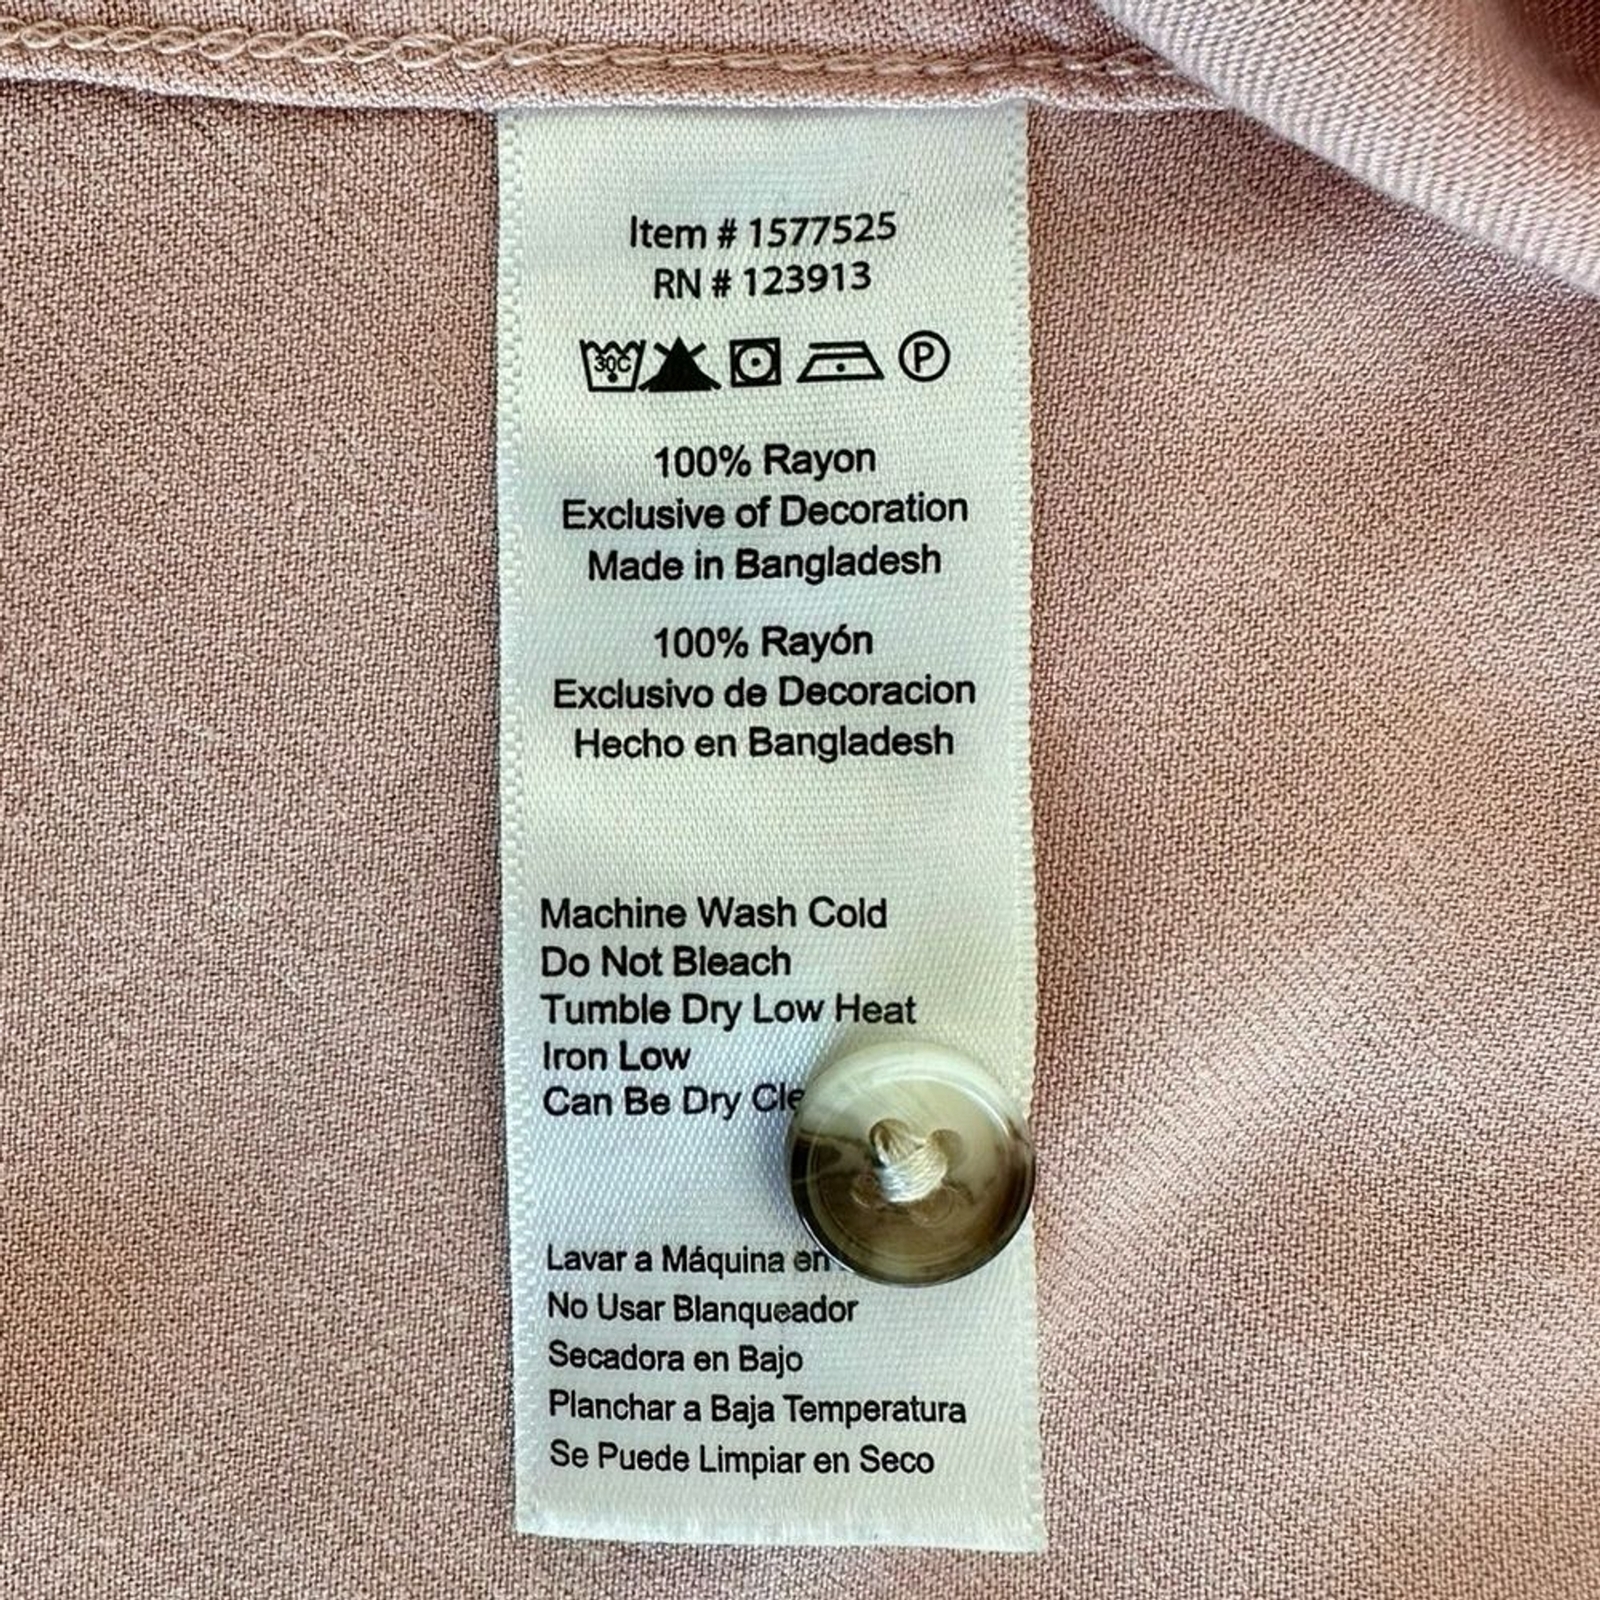 Item # 1577525
RN # 123913
30C
P
100% Rayon
Exclusive of Decoration
Made in Bangladesh
100% Rayón
Exclusivo de Decoracion
Hecho en Bangladesh
Machine Wash Cold
Do Not Bleach
Tumble Dry Low Heat
Iron Low
Can Be Dry
Lavar a Máquina en
No Usar Blanqueador
Secadora en Bajo
Planchar a Baja Temperatura
Se Puede Limpiar en Seco